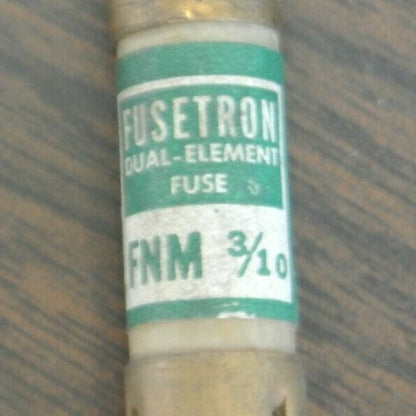 FUSETRON
DUAL-ELEMENT
FUSE
FNM 3/10